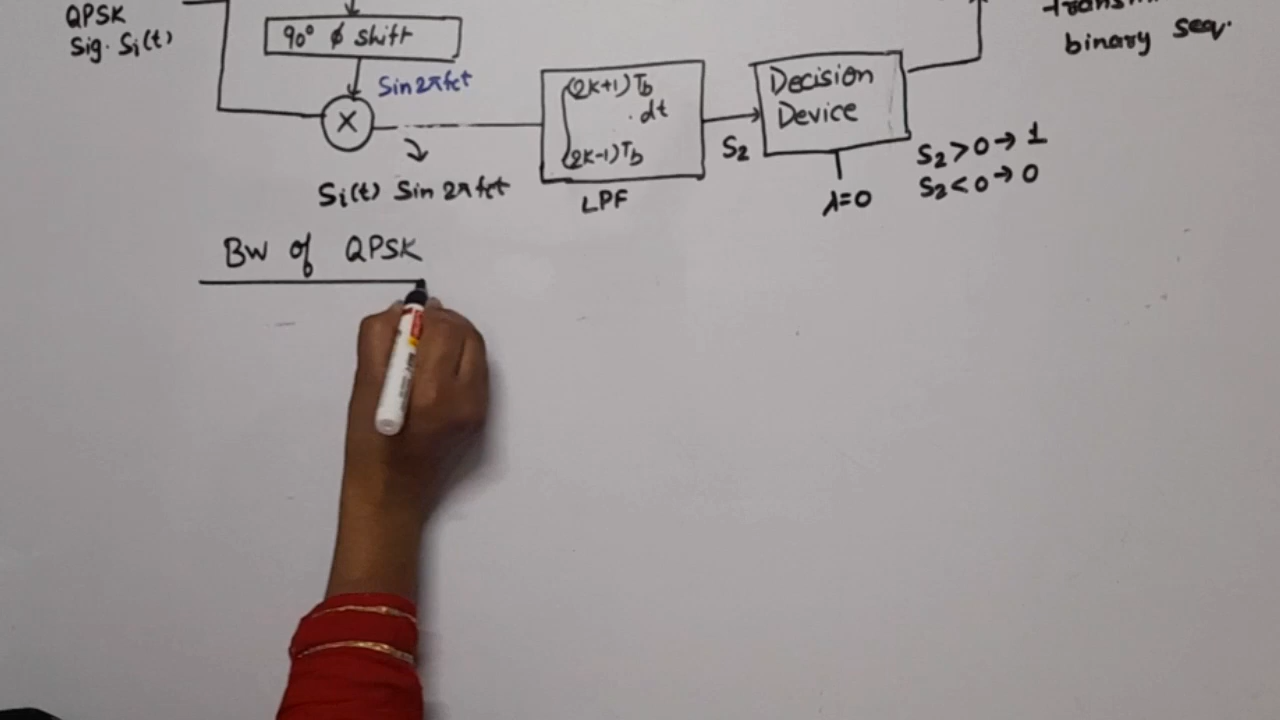 QPSK
Sig. Si(t)
90° φ shift
Sin2πfct
X
Si(t) Sin 2πfct
(2K+1)Tb
∫ . dt
(2K-1)Tb
LPF
S2
Decision
Device
λ=0
S2>0→1
S2<0→0
binary seq.
BW of QPSK